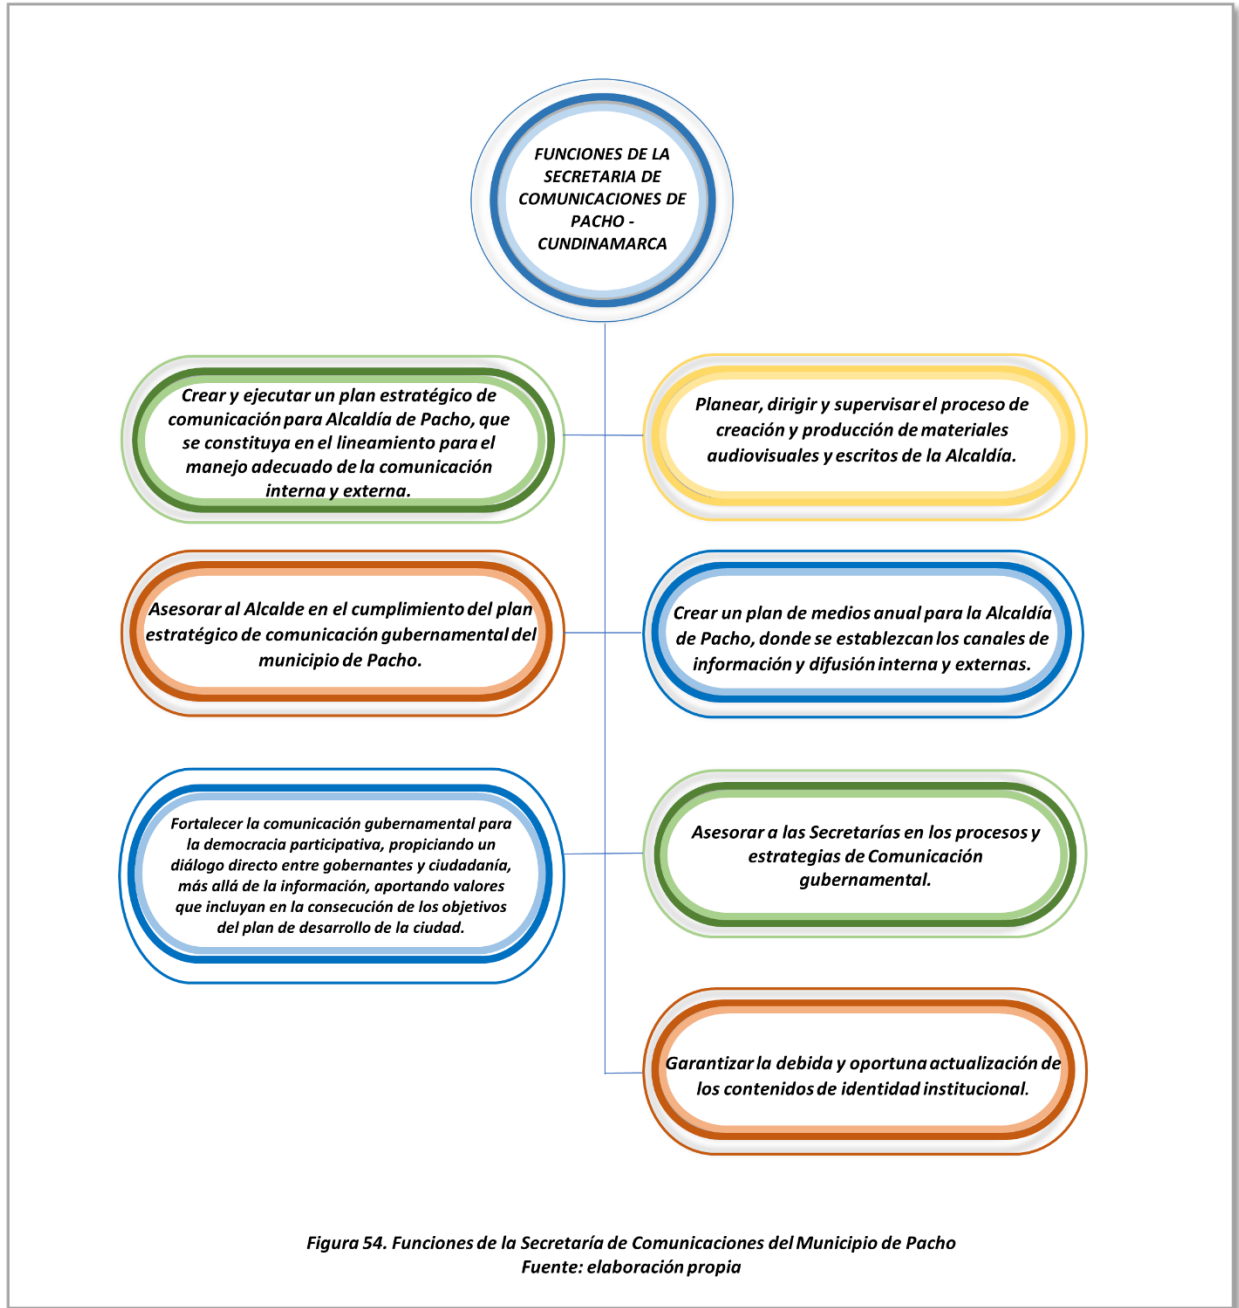 FUNCIONES DE LA
SECRETARIA DE
COMUNICACIONES DE
PACHO -
CUNDINAMARCA
Crear y ejecutar un plan estratégico de
comunicación para Alcaldía de Pacho, que
se constituya en el lineamiento para el
manejo adecuado de la comunicación
interna y externa.
Planear, dirigir y supervisar el proceso de
creación y producción de materiales
audiovisuales y escritos de la Alcaldía.
Asesorar al Alcalde en el cumplimiento del plan
estratégico de comunicación gubernamental del
municipio de Pacho.
Crear un plan de medios anual para la Alcaldía
de Pacho, donde se establezcan los canales de
información y difusión interna y externas.
Fortalecer la comunicación gubernamental para
la democracia participativa, propiciando un
diálogo directo entre gobernantes y ciudadanía,
más allá de la información, aportando valores
que incluyan en la consecución de los objetivos
del plan de desarrollo de la ciudad.
Asesorar a las Secretarías en los procesos y
estrategias de Comunicación
gubernamental.
Garantizar la debida y oportuna actualización de
los contenidos de identidad institucional.
Figura 54. Funciones de la Secretaría de Comunicaciones del Municipio de Pacho
Fuente: elaboración propia